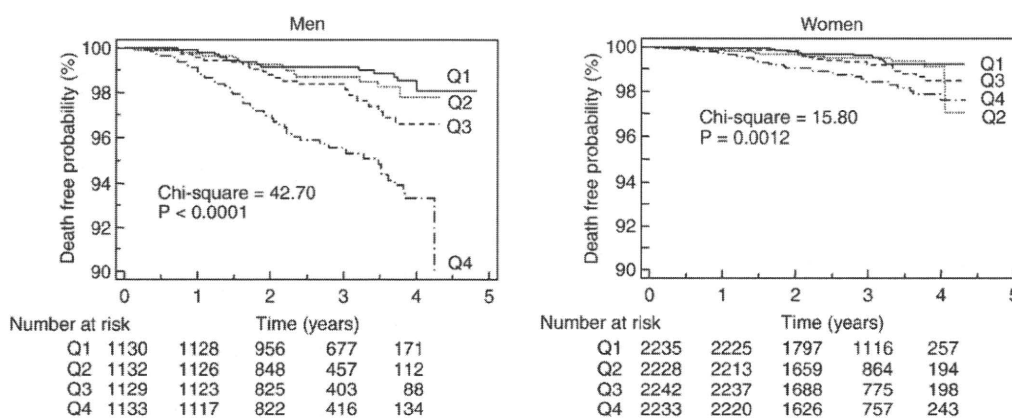 Men
Death free probability (%)
100
98
96
94
92
90
Q1
Q2
Q3
Q4
Chi-square = 42.70
P < 0.0001
0 1 2 3 4 5
Number at risk Time (years)
Q1 1130 1128 956 677 171
Q2 1132 1126 848 457 112
Q3 1129 1123 825 403 88
Q4 1133 1117 822 416 134
Women
Death free probability (%)
100
98
96
94
92
90
Q1
Q3
Q4
Q2
Chi-square = 15.80
P = 0.0012
0 1 2 3 4 5
Number at risk Time (years)
Q1 2235 2225 1797 1116 257
Q2 2228 2213 1659 864 194
Q3 2242 2237 1688 775 198
Q4 2233 2220 1626 757 243